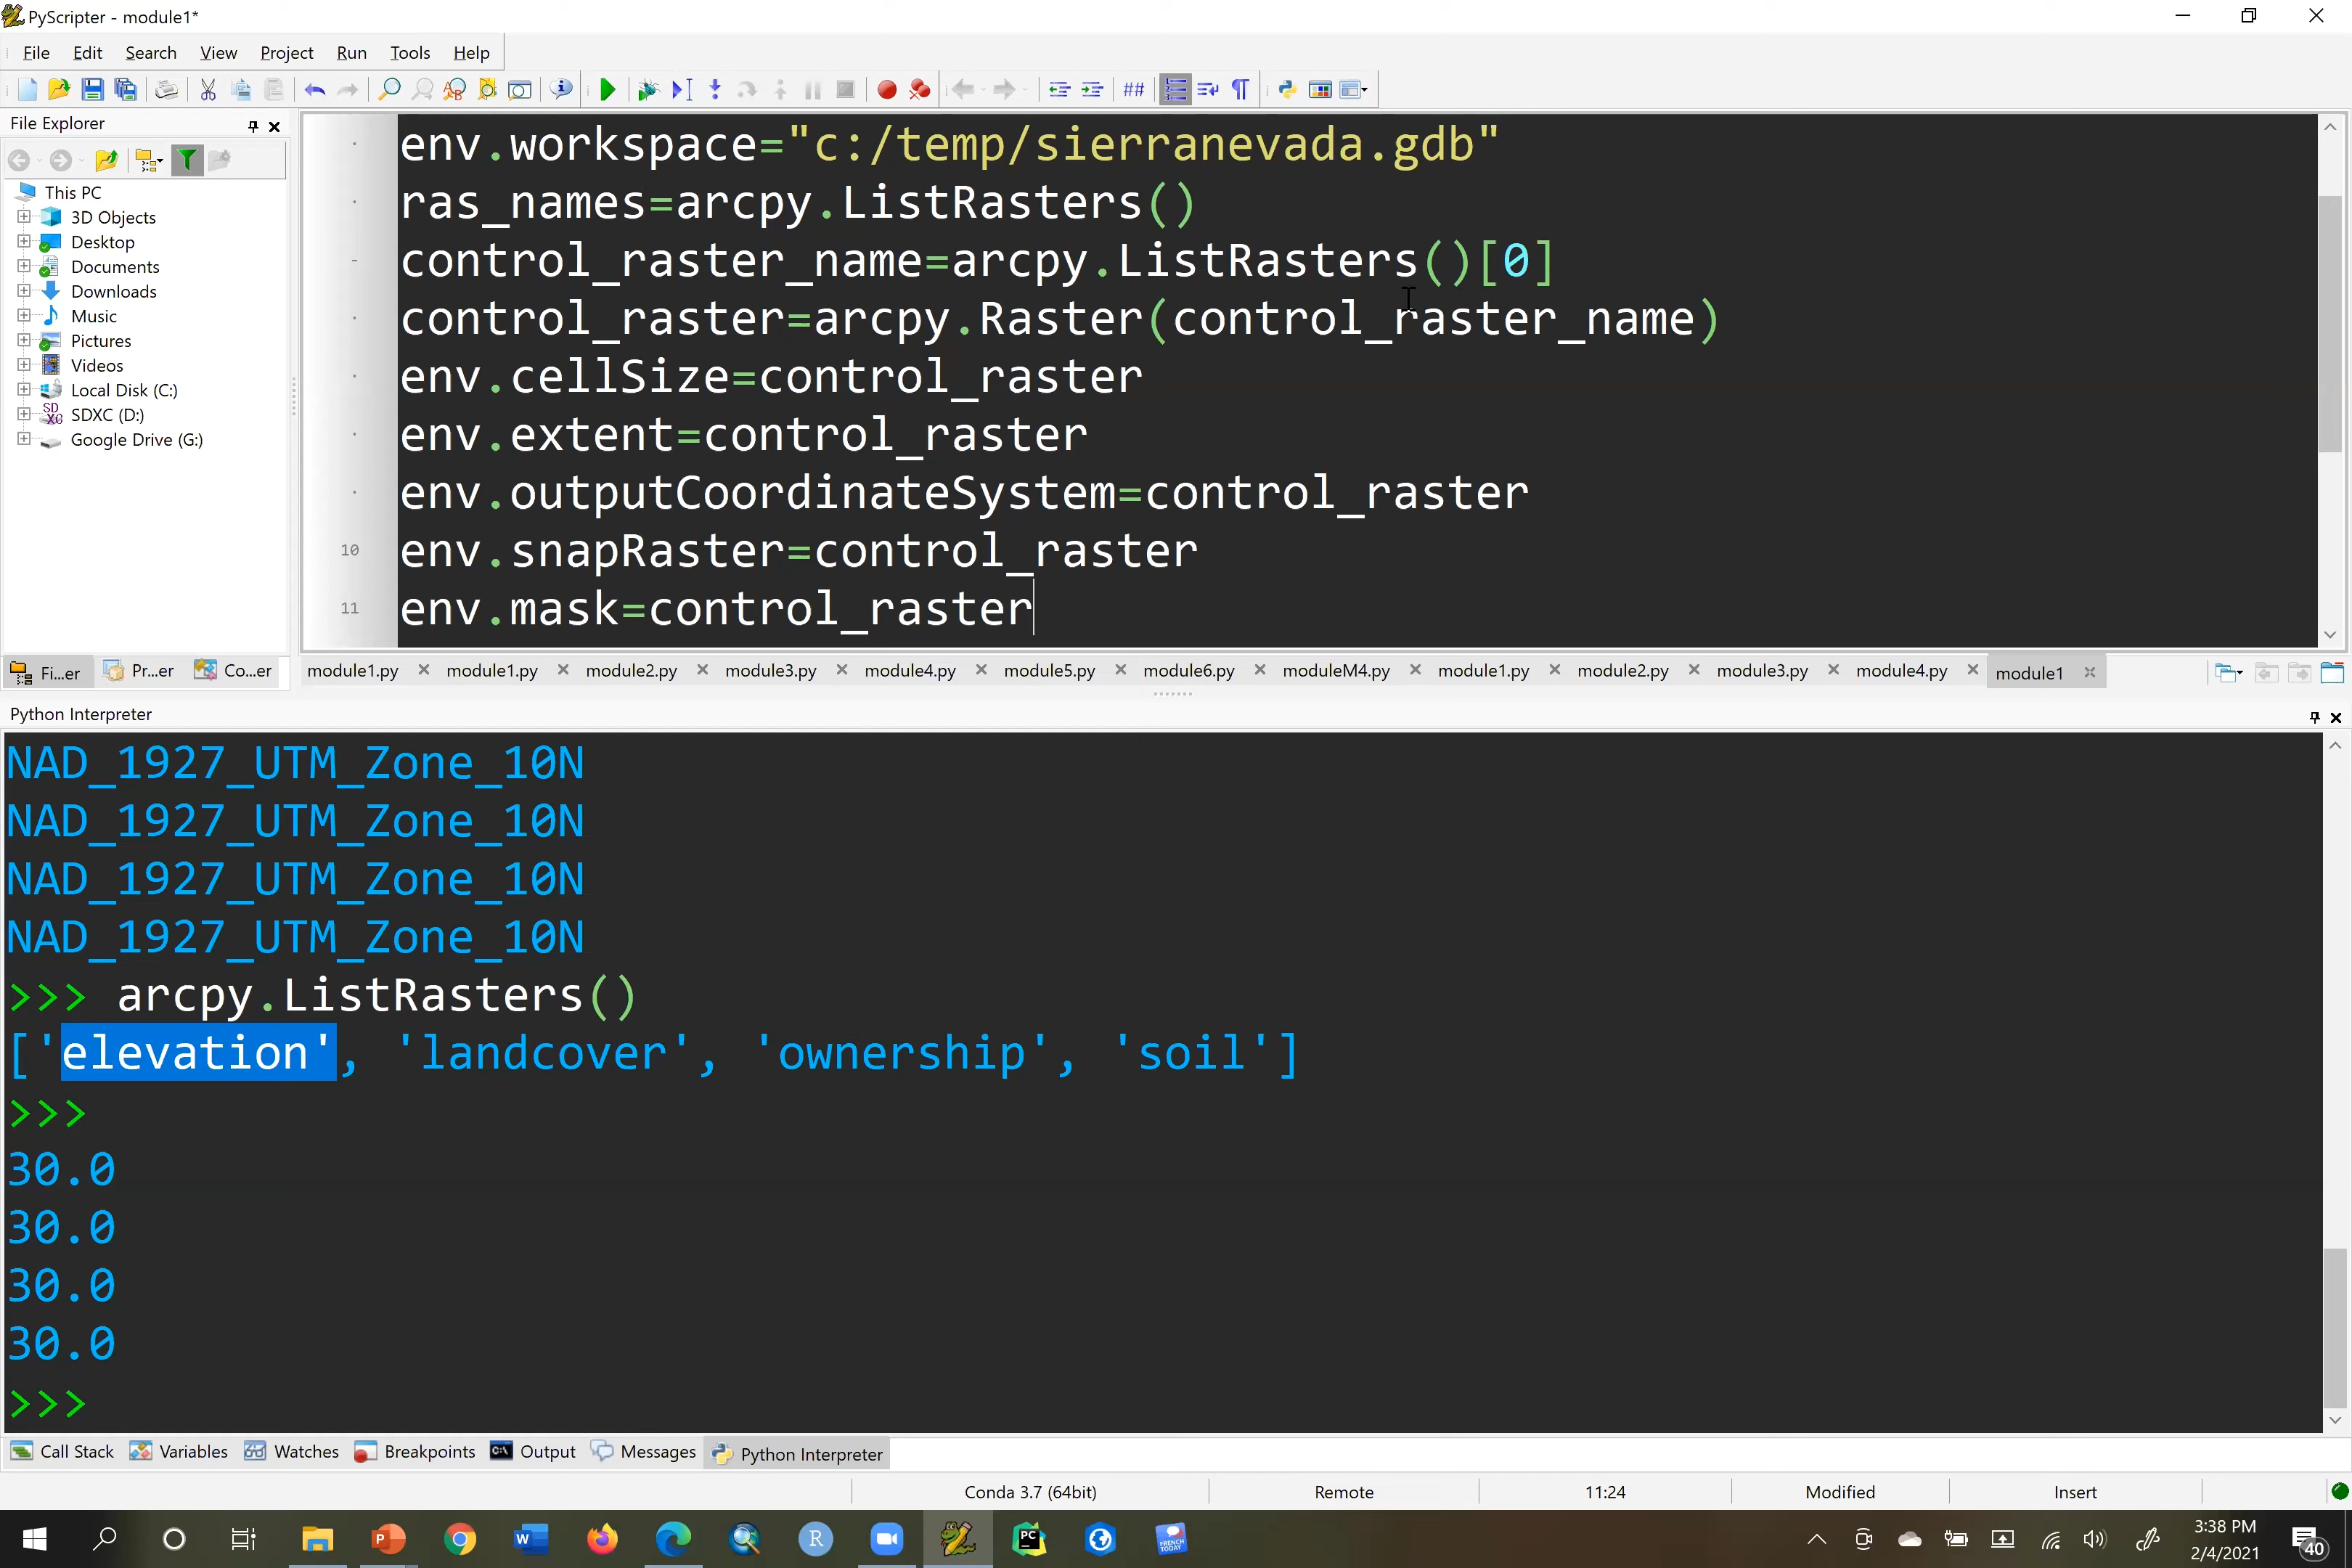 PyScripter - module1*
File Edit Search View Project Run Tools Help
File Explorer
This PC
3D Objects
Desktop
Documents
Downloads
Music
Pictures
Videos
Local Disk (C:)
SDXC (D:)
Google Drive (G:)
Fi...er Pr...er Co...er
env.workspace="c:/temp/sierranevada.gdb"
ras_names=arcpy.ListRasters()
control_raster_name=arcpy.ListRasters()[0]
control_raster=arcpy.Raster(control_raster_name)
env.cellSize=control_raster
env.extent=control_raster
env.outputCoordinateSystem=control_raster
10 env.snapRaster=control_raster
11 env.mask=control_raster
module1.py module1.py module2.py module3.py module4.py module5.py module6.py moduleM4.py module1.py module2.py module3.py module4.py module1
Python Interpreter
NAD_1927_UTM_Zone_10N
NAD_1927_UTM_Zone_10N
NAD_1927_UTM_Zone_10N
NAD_1927_UTM_Zone_10N
>>> arcpy.ListRasters()
['elevation', 'landcover', 'ownership', 'soil']
>>>
30.0
30.0
30.0
30.0
>>>
Call Stack Variables Watches Breakpoints Output Messages Python Interpreter
Conda 3.7 (64bit) Remote 11:24 Modified Insert
3:38 PM
2/4/2021
40